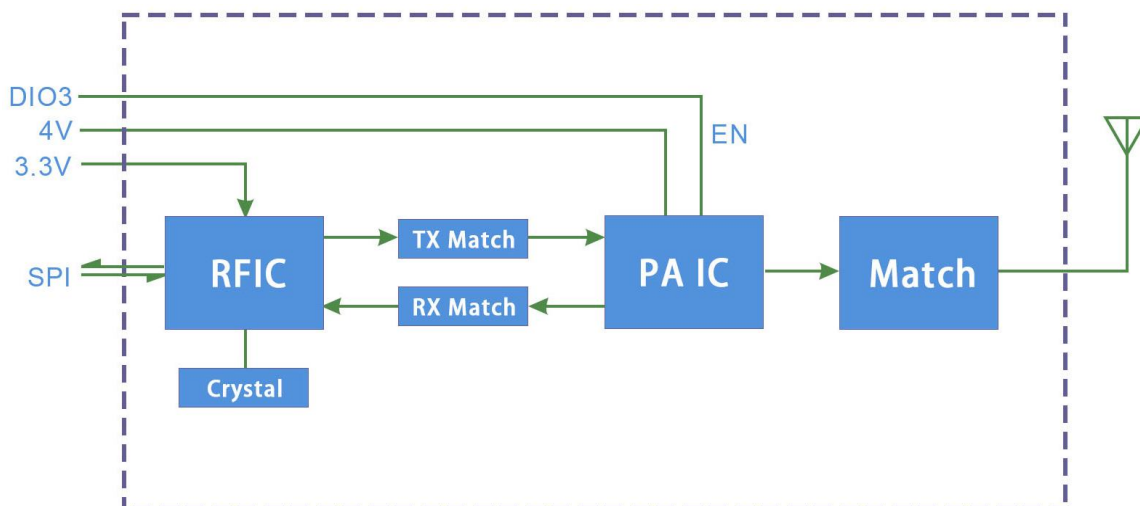 DIO3
4V
EN
3.3V
TX Match
RFIC
PA IC
Match
SPI
RX Match
Crystal